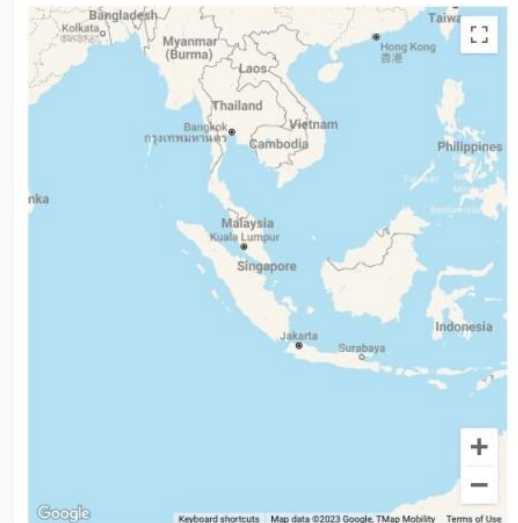 Bangladesh
Taiwa
Kolkata
Hong Kong
香港
Myanmar
(Burma)
Laos
Thailand
Vietnam
Bangkok
กรุงเทพมหานคร
Cambodia
Philippines
nka
Malaysia
Kuala Lumpur
Singapore
Indonesia
Jakarta
Surabaya
Google
Keyboard shortcuts Map data ©2023 Google, TMap Mobility Terms of Use